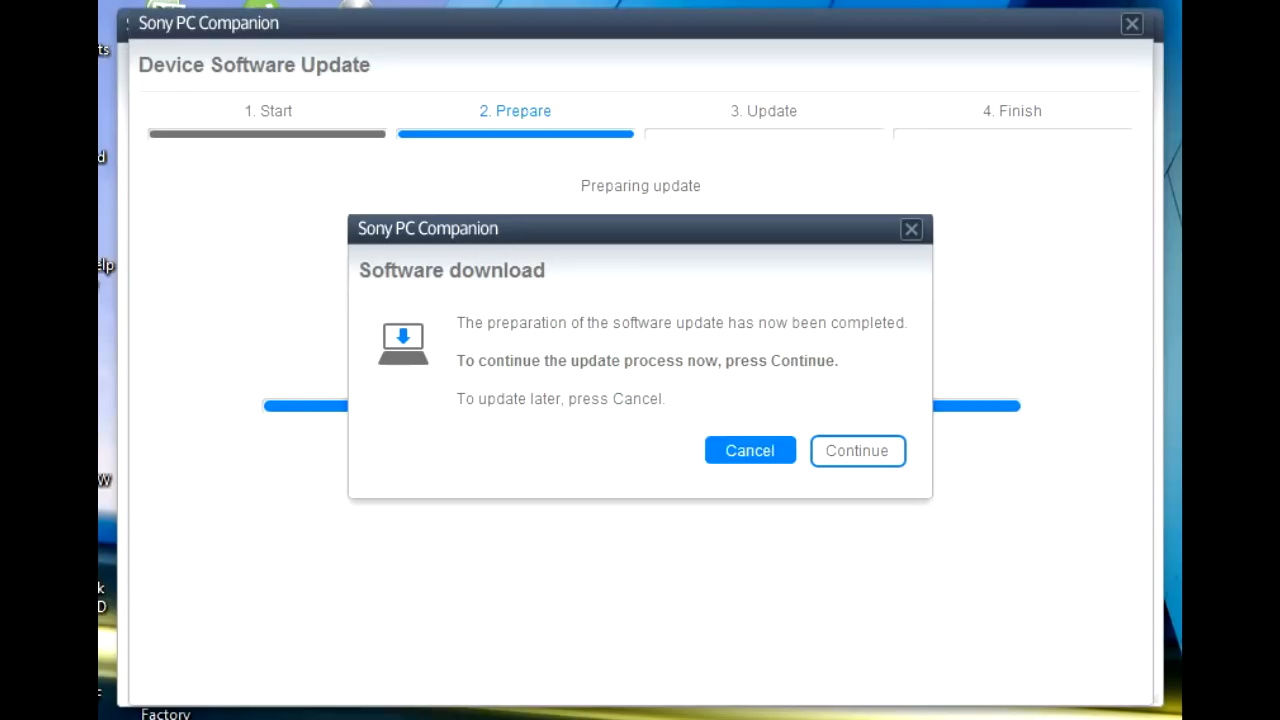 Sony PC Companion
ts
Device Software Update
1. Start
2. Prepare
3. Update
4. Finish
d
Preparing update
Sony PC Companion
elp
Software download
The preparation of the software update has now been completed.
To continue the update process now, press Continue.
To update later, press Cancel.
Cancel
Continue
W
k
D
Factory